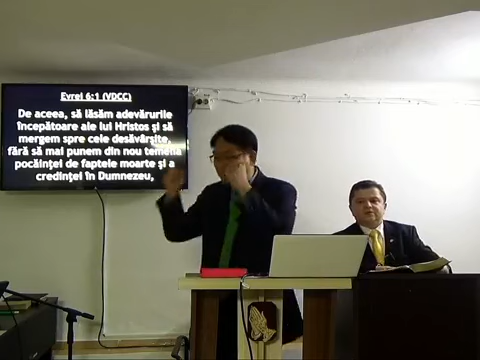 Evrei 6:1 (VDCC)
De aceea, să lăsăm adevărurile
începătoare ale lui Hristos şi să
mergem spre cele desăvârşite,
fără să mai punem din nou temelia
pocăinţei de faptele moarte şi a
credinţei în Dumnezeu,